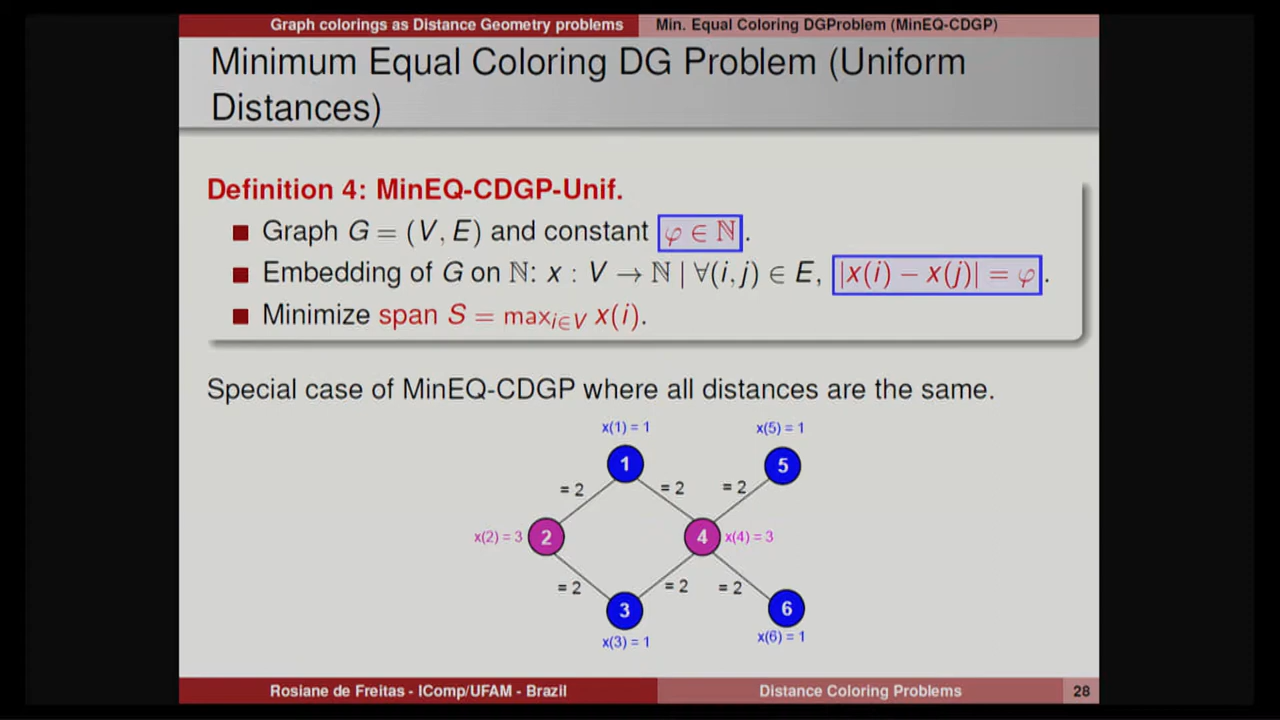 Graph colorings as Distance Geometry problems Min. Equal Coloring DGProblem (MinEQ-CDGP)
Minimum Equal Coloring DG Problem (Uniform
Distances)
Definition 4: MinEQ-CDGP-Unif.
Graph G = (V, E) and constant φ ∈ ℕ.
Embedding of G on ℕ: x : V → ℕ | ∀(i, j) ∈ E, |x(i) − x(j)| = φ.
Minimize span S = max_{i∈V} x(i).
Special case of MinEQ-CDGP where all distances are the same.
x(1) = 1 x(5) = 1
1 5
= 2 = 2 = 2
x(2) = 3 2 4 x(4) = 3
= 2 = 2 = 2
3 6
x(3) = 1 x(6) = 1
Rosiane de Freitas - IComp/UFAM - Brazil Distance Coloring Problems 28